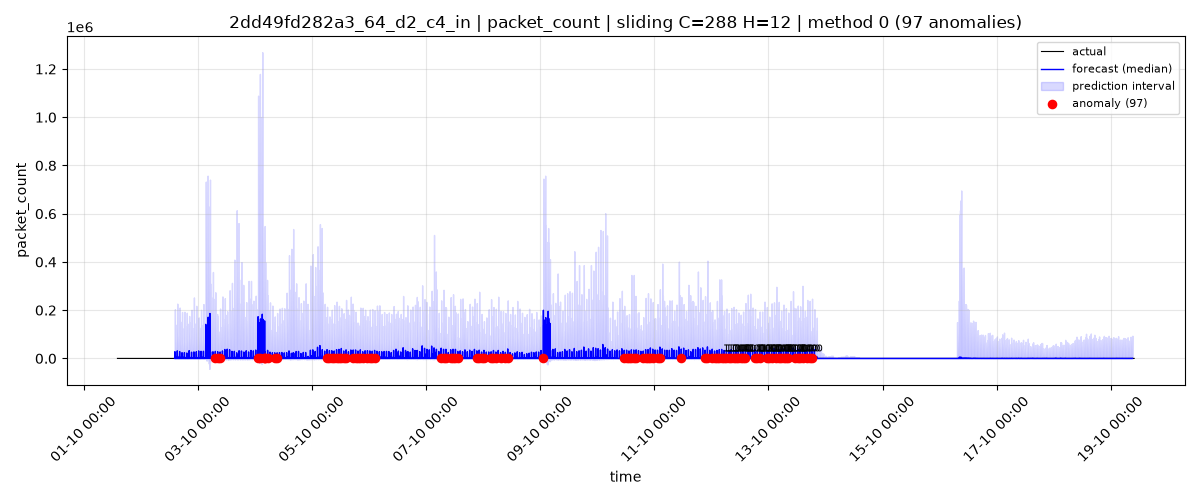 2dd49fd282a3_64_d2_c4_in | packet_count | sliding C=288 H=12 | method 0 (97 anomalies)
1e6
actual
forecast (median)
prediction interval
anomaly (97)
packet_count
1.2
1.0
0.8
0.6
0.4
0.2
0.0
01-10 00:00
03-10 00:00
05-10 00:00
07-10 00:00
09-10 00:00
11-10 00:00
13-10 00:00
15-10 00:00
17-10 00:00
19-10 00:00
time